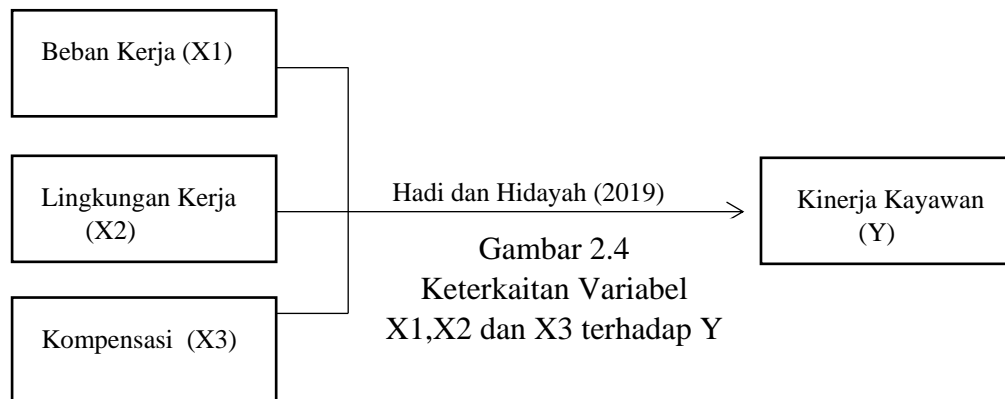 Beban Kerja (X1)
Lingkungan Kerja
(X2)
Kompensasi (X3)
Hadi dan Hidayah (2019)
Kinerja Kayawan
(Y)
Gambar 2.4
Keterkaitan Variabel
X1,X2 dan X3 terhadap Y